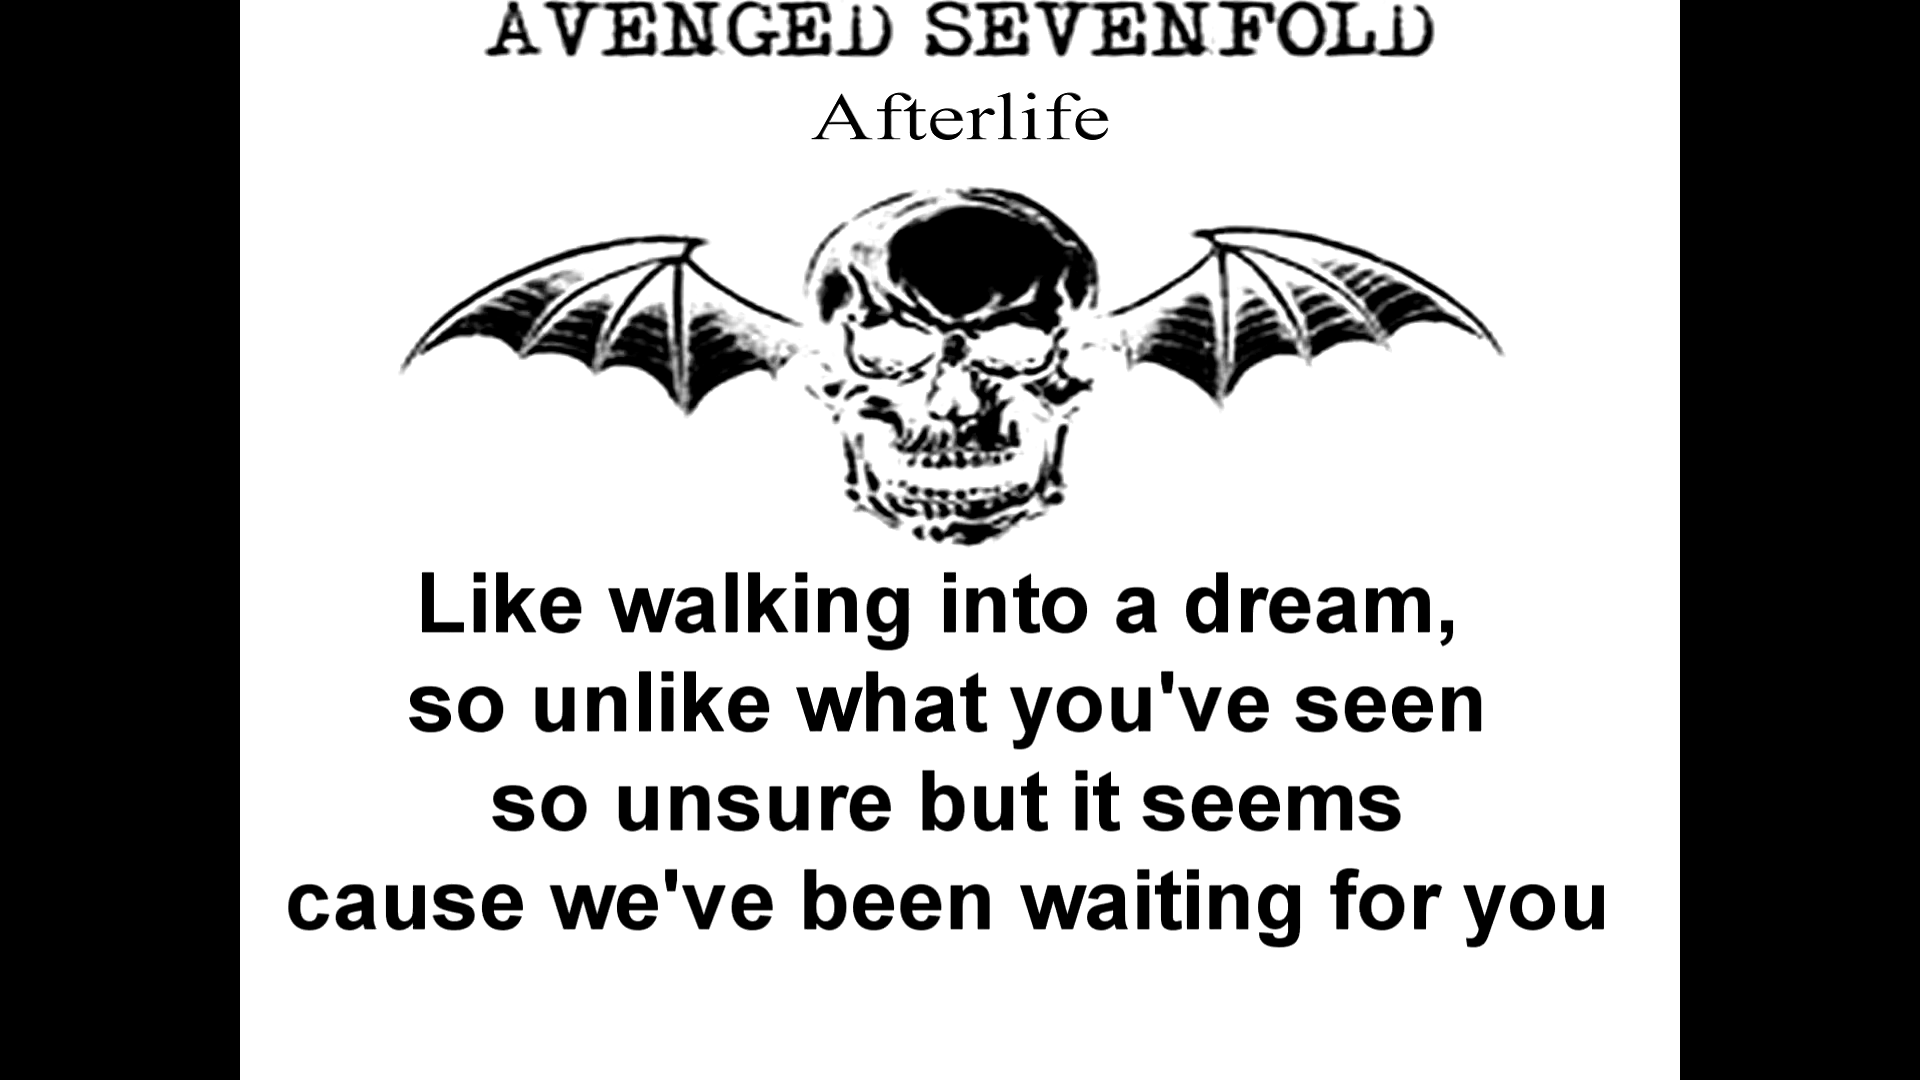 AVENGED SEVENFOLD
Afterlife
Like walking into a dream,
so unlike what you've seen
so unsure but it seems
cause we've been waiting for you